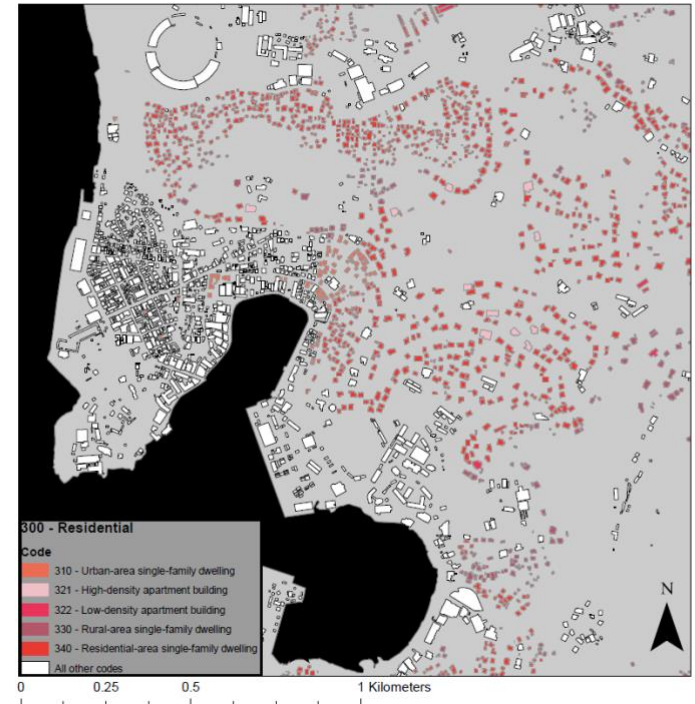 N
300 - Residential
Code
310 - Urban-area single-family dwelling
321 - High-density apartment building
322 - Low-density apartment building
330 - Rural-area single-family dwelling
340 - Residential-area single-family dwelling
All other codes
0 0.25 0.5 1 Kilometers